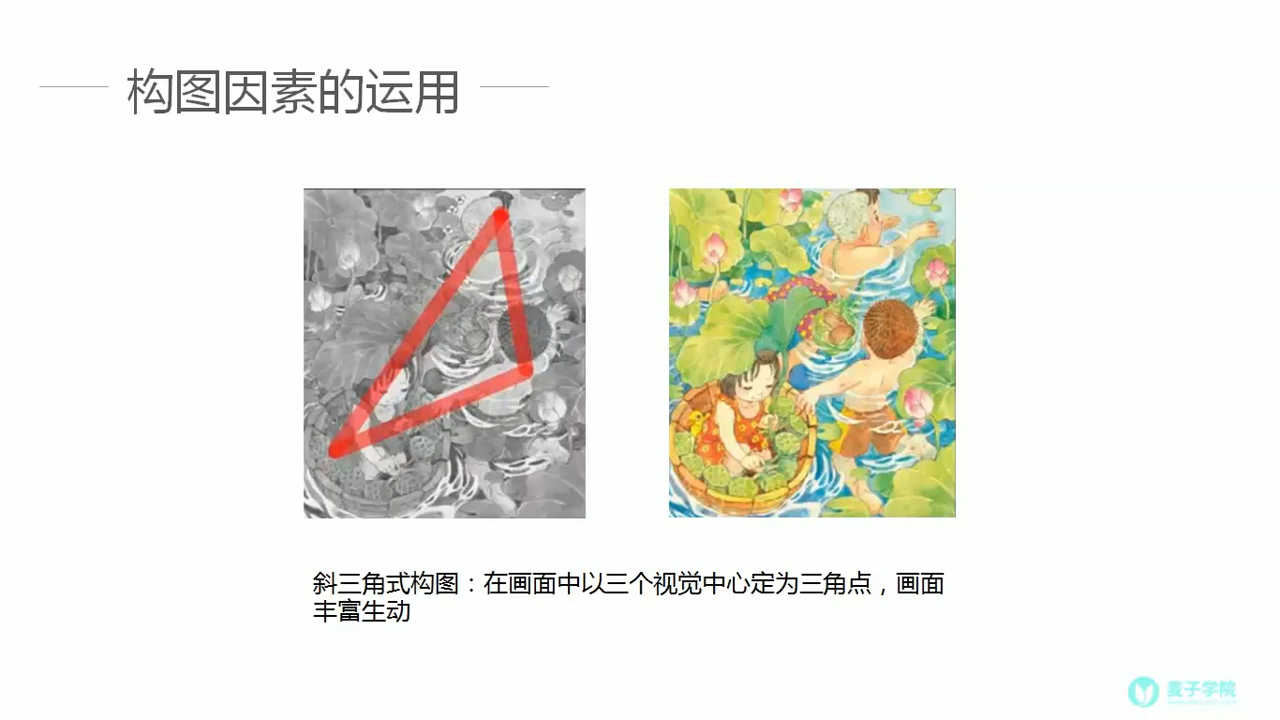 构图因素的运用
斜三角式构图：在画面中以三个视觉中心定为三角点，画面
丰富生动
麦子学院